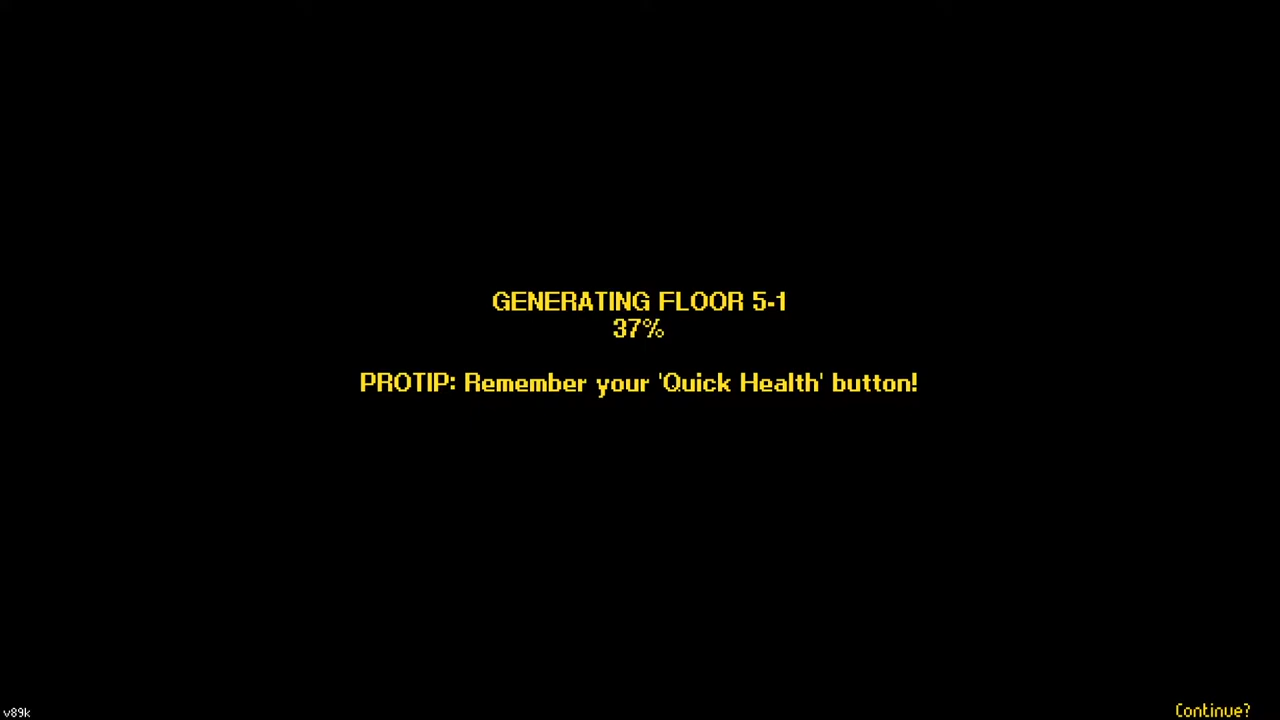 GENERATING FLOOR 5-1
37%
PROTIP: Remember your 'Quick Health' button!
v89k
Continue?